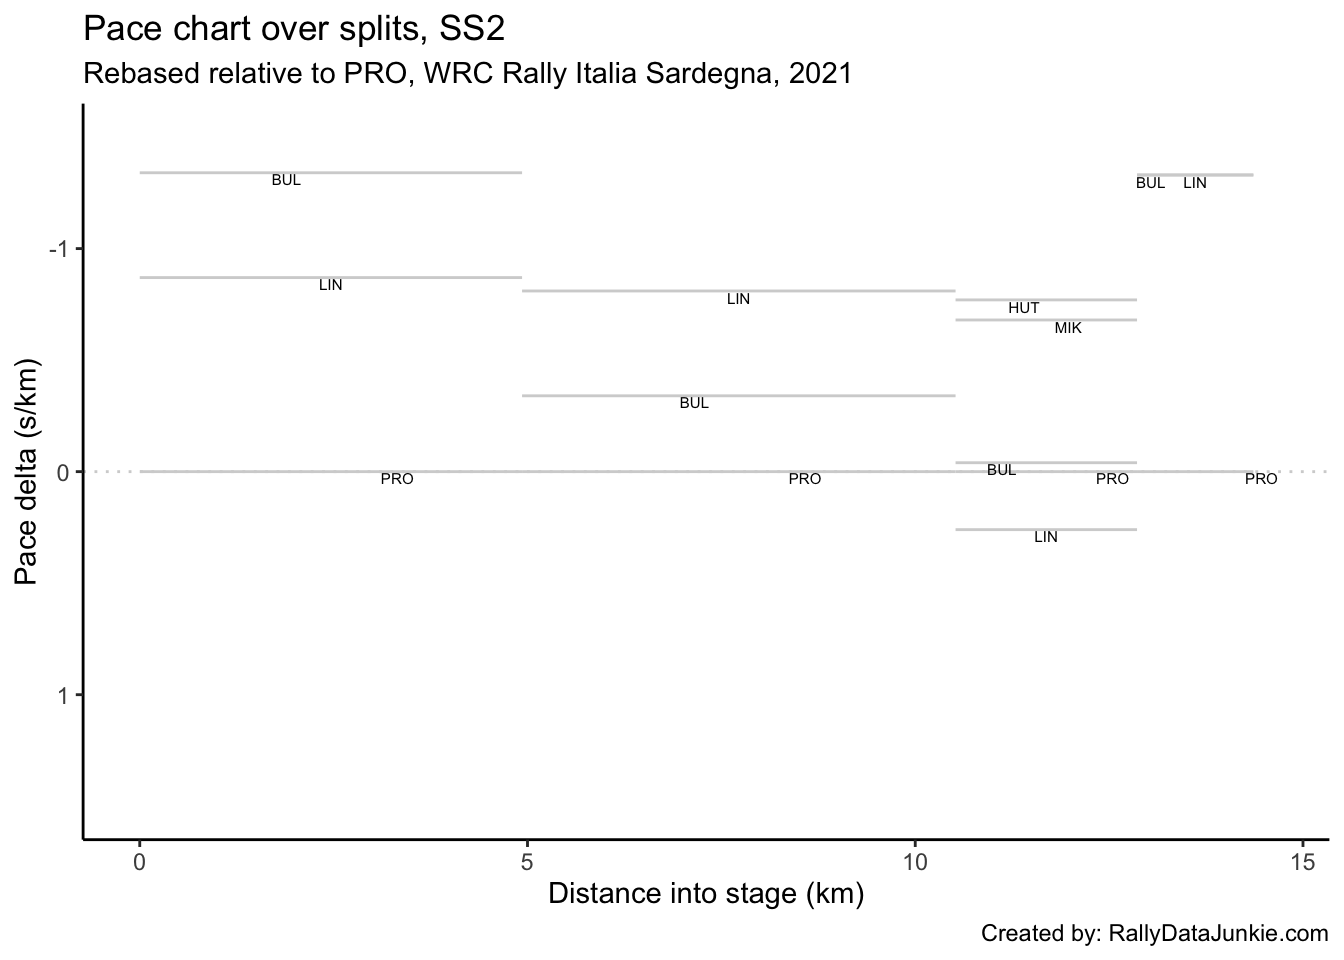 Pace chart over splits, SS2
Rebased relative to PRO, WRC Rally Italia Sardegna, 2021
BUL
BUL LIN
-1
LIN
LIN
HUT
MIK
BUL
BUL
0
PRO
PRO
PRO
PRO
LIN
1
Pace delta (s/km)
0 5 10 15
Distance into stage (km)
Created by: RallyDataJunkie.com